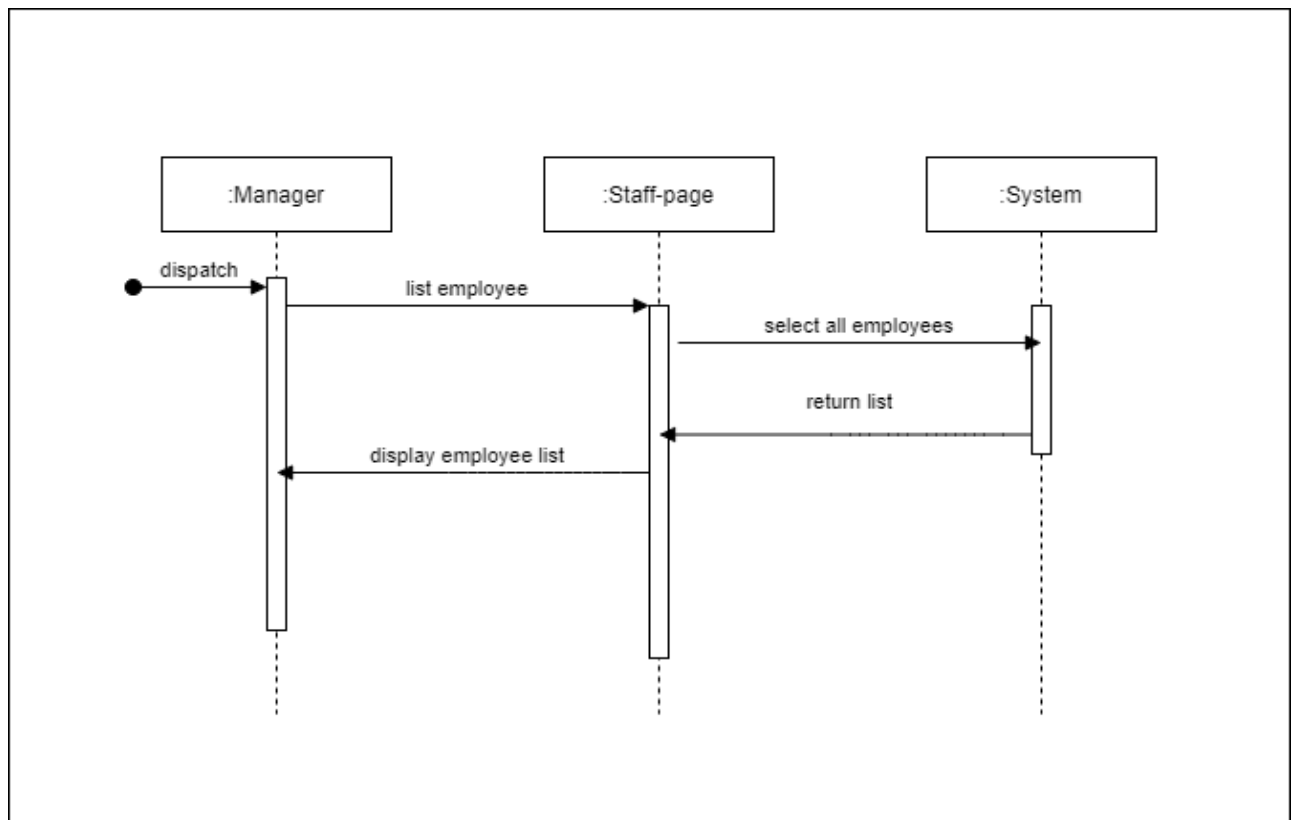 :Manager
:Staff-page
:System
dispatch
list employee
select all employees
return list
display employee list